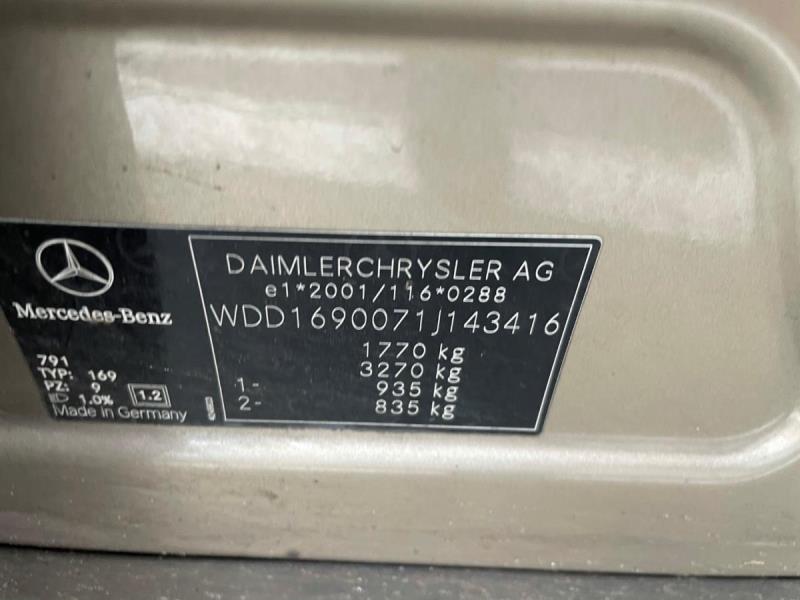 Mercedes-Benz
791
TYP: 169
PZ: 9
ED 1.0% 1.2
Made in Germany
DAIMLERCHRYSLER AG
e1*2001/116*0288
WDD1690071J143416
1770 kg
3270 kg
1- 935 kg
2- 835 kg